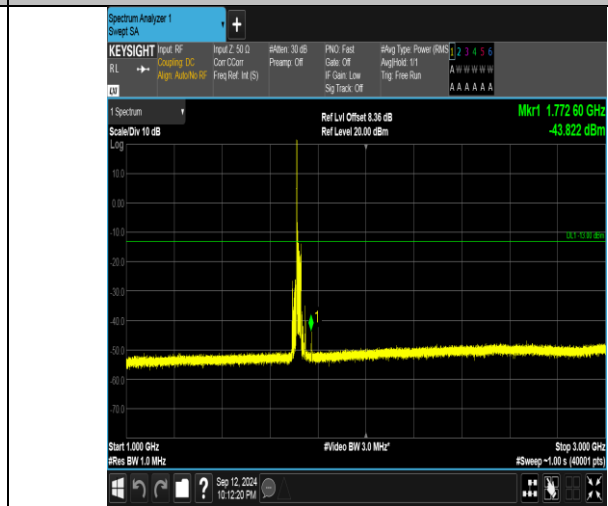 Spectrum Analyzer 1
Swept SA
+
KEYSIGHT Input: RF Input Z: 50 Ω #Atten: 30 dB PNO: Fast #Avg Type: Power (RMS 1 2 3 4 5 6
RL Coupling: DC Corr CCorr Preamp: Off Gate: Off Avg|Hold: 1/1 A W W W W W
Align: Auto/No RF Freq Ref: Int (S) IF Gain: Low Trig: Free Run A A A A A A
Sig Track: Off
1 Spectrum Ref Lvl Offset 8.36 dB Mkr1 1.772 60 GHz
Scale/Div 10 dB Ref Level 20.00 dBm -43.822 dBm
Log
10.0
0.00
-10.0
DL1 -13.00 dBm
-20.0
-30.0
-40.0
1
-50.0
-60.0
-70.0
Start 1.000 GHz #Video BW 3.0 MHz* Stop 3.000 GHz
#Res BW 1.0 MHz #Sweep ~1.00 s (40001 pts)
? Sep 12, 2024
10:12:20 PM